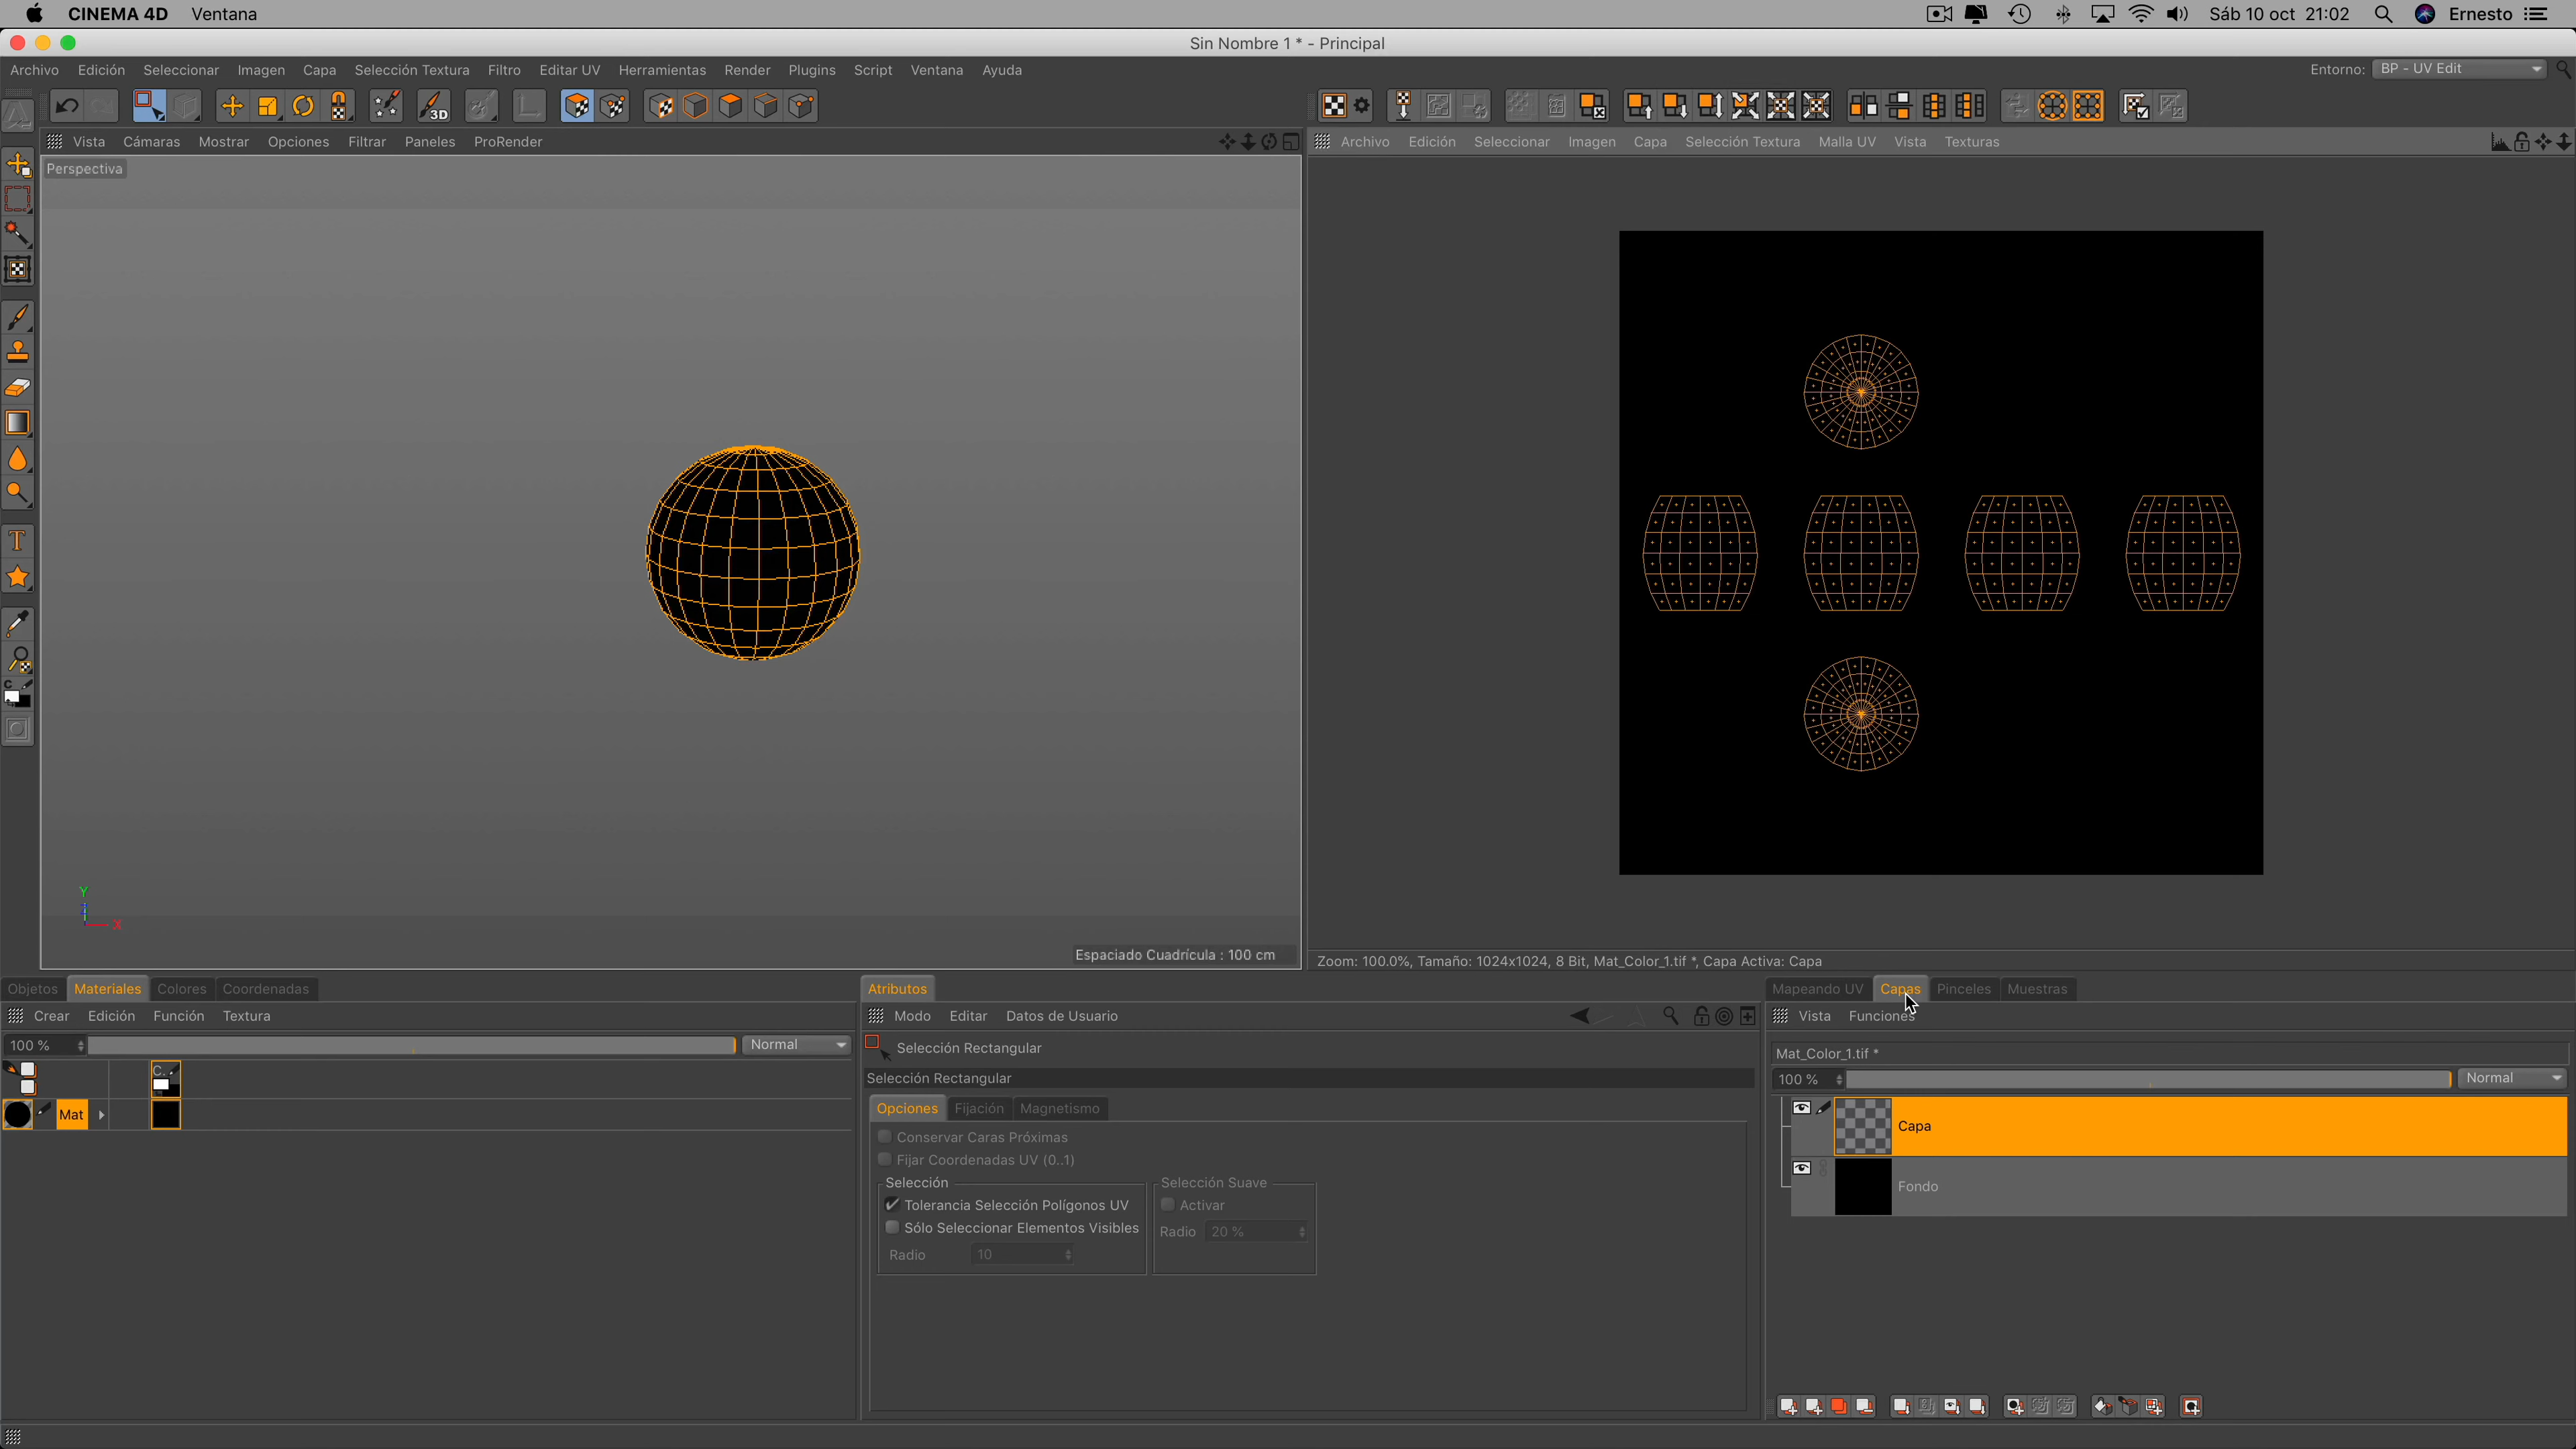 CINEMA 4D Ventana
Sáb 10 oct 21:02 Ernesto
Sin Nombre 1 * - Principal
Archivo Edición Seleccionar Imagen Capa Selección Textura Filtro Editar UV Herramientas Render Plugins Script Ventana Ayuda
Entorno: BP - UV Edit
3D
Vista Cámaras Mostrar Opciones Filtrar Paneles ProRender
Archivo Edición Seleccionar Imagen Capa Selección Textura Malla UV Vista Texturas
Perspectiva
T
C
Y
Z
X
Espaciado Cuadrícula : 100 cm
Zoom: 100.0%, Tamaño: 1024x1024, 8 Bit, Mat_Color_1.tif *, Capa Activa: Capa
Objetos Materiales Colores Coordenadas
Crear Edición Función Textura
100 % Normal
C.
Mat
Atributos
Modo Editar Datos de Usuario
Selección Rectangular
Selección Rectangular
Opciones Fijación Magnetismo
Conservar Caras Próximas
Fijar Coordenadas UV (0..1)
Selección
Tolerancia Selección Polígonos UV
Sólo Seleccionar Elementos Visibles
Radio 10
Selección Suave
Activar
Radio 20 %
Mapeando UV Capas Pinceles Muestras
Vista Funciones
Mat_Color_1.tif *
100 % Normal
Capa
Fondo